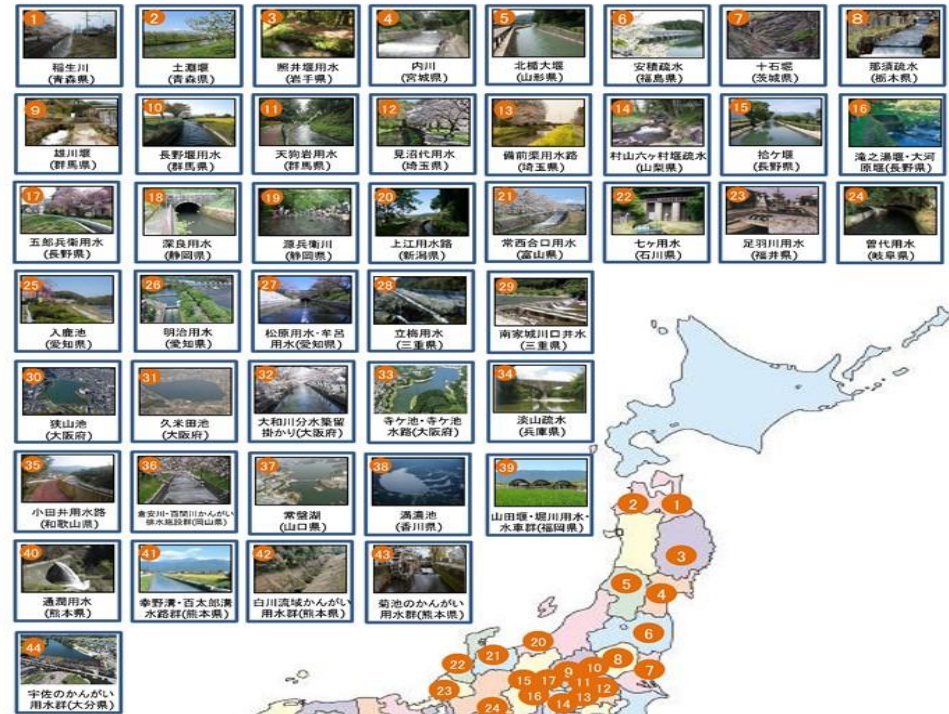 1
稲生川
(青森県)
2
土淵堰
(青森県)
3
照井堰用水
(岩手県)
4
内川
(宮城県)
5
北楯大堰
(山形県)
6
安積疏水
(福島県)
7
十石堀
(茨城県)
8
那須疏水
(栃木県)
9
雄川堰
(群馬県)
10
長野堰用水
(群馬県)
11
天狗岩用水
(群馬県)
12
見沼代用水
(埼玉県)
13
備前渠用水路
(埼玉県)
14
村山六ヶ村堰疏水
(山梨県)
15
拾ケ堰
(長野県)
16
滝之湯堰・大河
原堰(長野県)
17
五郎兵衛用水
(長野県)
18
深良用水
(静岡県)
19
源兵衛川
(静岡県)
20
上江用水路
(新潟県)
21
常西合口用水
(富山県)
22
七ヶ用水
(石川県)
23
足羽川用水
(福井県)
24
曽代用水
(岐阜県)
25
入鹿池
(愛知県)
26
明治用水
(愛知県)
27
松原用水・牟呂
用水(愛知県)
28
立梅用水
(三重県)
29
南家城川口井水
(三重県)
30
狭山池
(大阪府)
31
久米田池
(大阪府)
32
大和川分水築留
掛かり(大阪府)
33
寺ケ池・寺ケ池
水路(大阪府)
34
淡山疏水
(兵庫県)
35
小田井用水路
(和歌山県)
36
倉安川・百間川かんがい
排水施設群(岡山県)
37
常盤湖
(山口県)
38
満濃池
(香川県)
39
山田堰・堀川用水・
水車群(福岡県)
40
通潤用水
(熊本県)
41
幸野溝・百太郎溝
水路群(熊本県)
42
白川流域かんがい
用水群(熊本県)
43
菊池のかんがい
用水群(熊本県)
44
宇佐のかんがい
用水群(大分県)
2
1
3
5
4
6
20
22
21
8
9
10
7
23
15
17
11
12
16
13
14
24